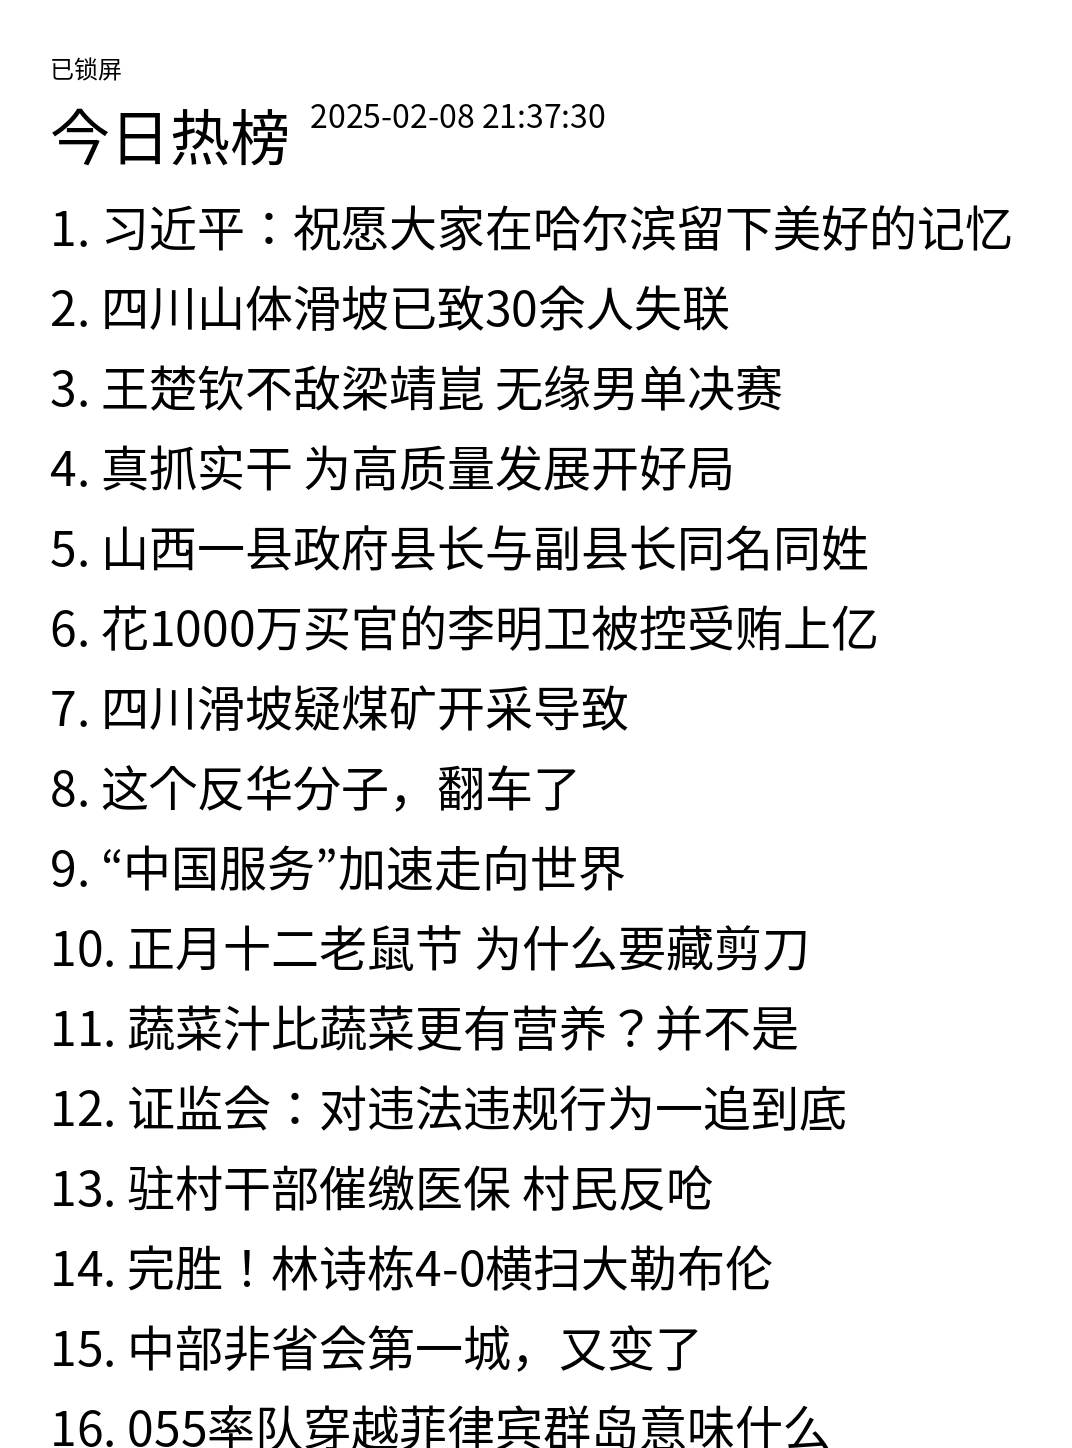 已锁屏
今日热榜 2025-02-08 21:37:30
1. 习近平：祝愿大家在哈尔滨留下美好的记忆
2. 四川山体滑坡已致30余人失联
3. 王楚钦不敌梁靖崑 无缘男单决赛
4. 真抓实干 为高质量发展开好局
5. 山西一县政府县长与副县长同名同姓
6. 花1000万买官的李明卫被控受贿上亿
7. 四川滑坡疑煤矿开采导致
8. 这个反华分子，翻车了
9. “中国服务”加速走向世界
10. 正月十二老鼠节 为什么要藏剪刀
11. 蔬菜汁比蔬菜更有营养？并不是
12. 证监会：对违法违规行为一追到底
13. 驻村干部催缴医保 村民反呛
14. 完胜！林诗栋4-0横扫大勒布伦
15. 中部非省会第一城，又变了
16. 055率队穿越菲律宾群岛意味什么